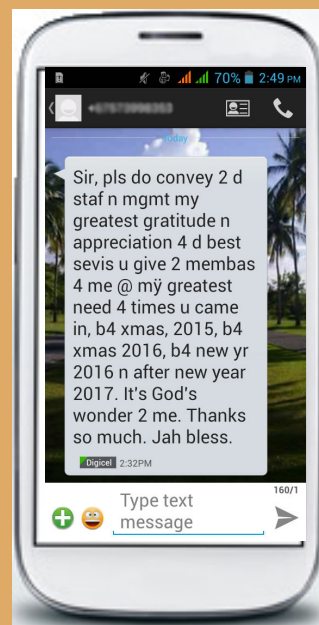 70% 2:49 PM
Today
Sir, pls do convey 2 d
staf n mgmt my
greatest gratitude n
appreciation 4 d best
sevis u give 2 membas
4 me @ mÿ greatest
need 4 times u came
in, b4 xmas, 2015, b4
xmas 2016, b4 new yr
2016 n after new year
2017. It's God's
wonder 2 me. Thanks
so much. Jah bless.
Digicel 2:32PM
160/1
Type text
message